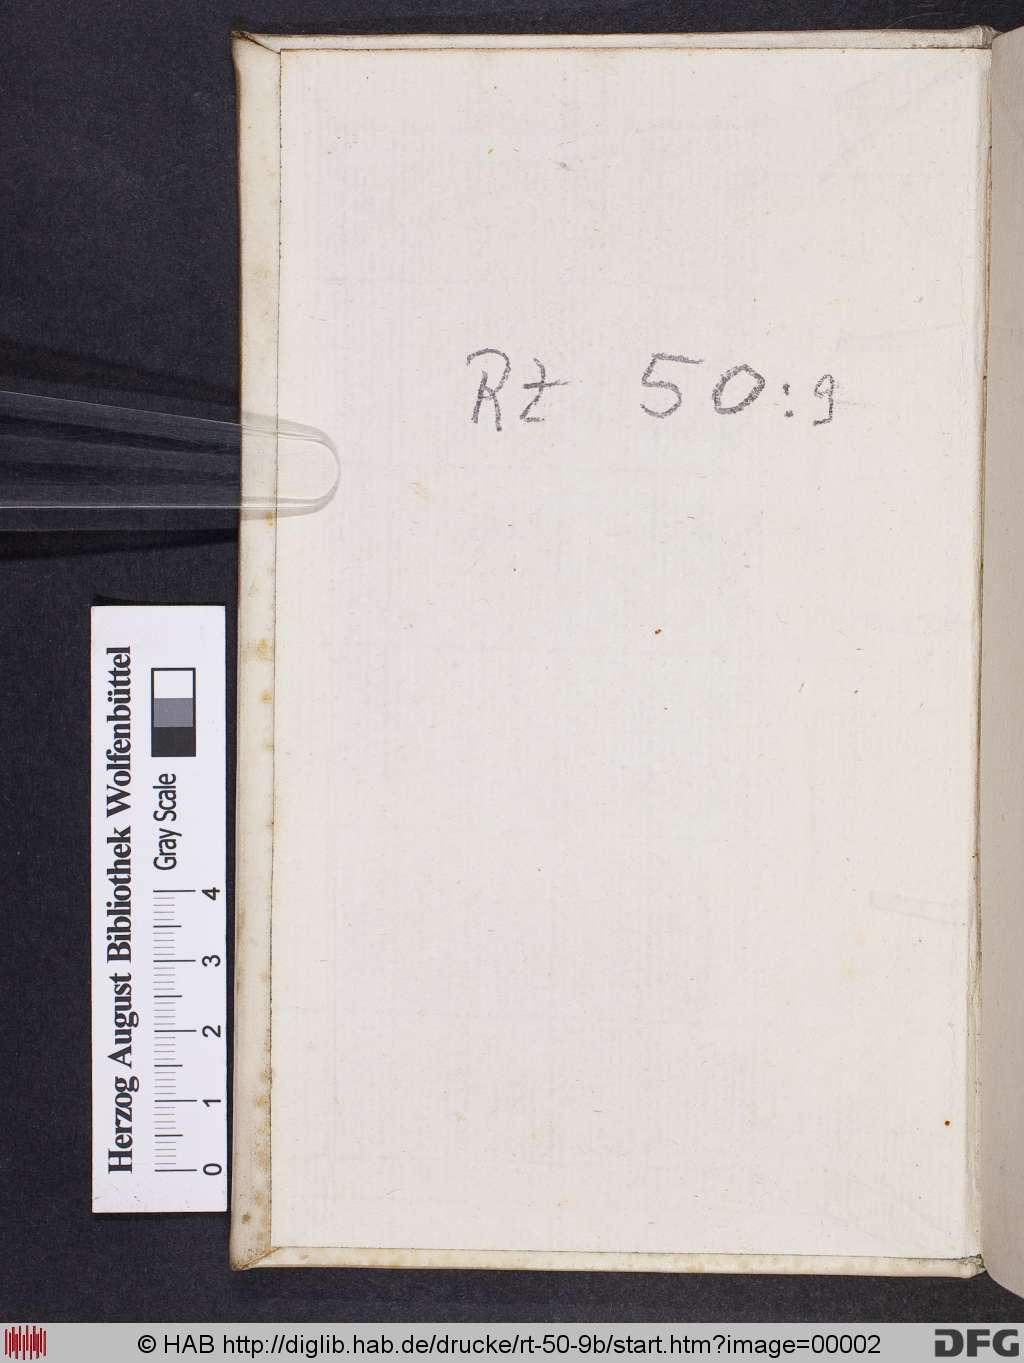 Rt 50:9
Herzog August Bibliothek Wolfenbüttel
Gray Scale
0 1 2 3 4
© HAB http://diglib.hab.de/drucke/rt-50-9b/start.htm?image=00002
DFG